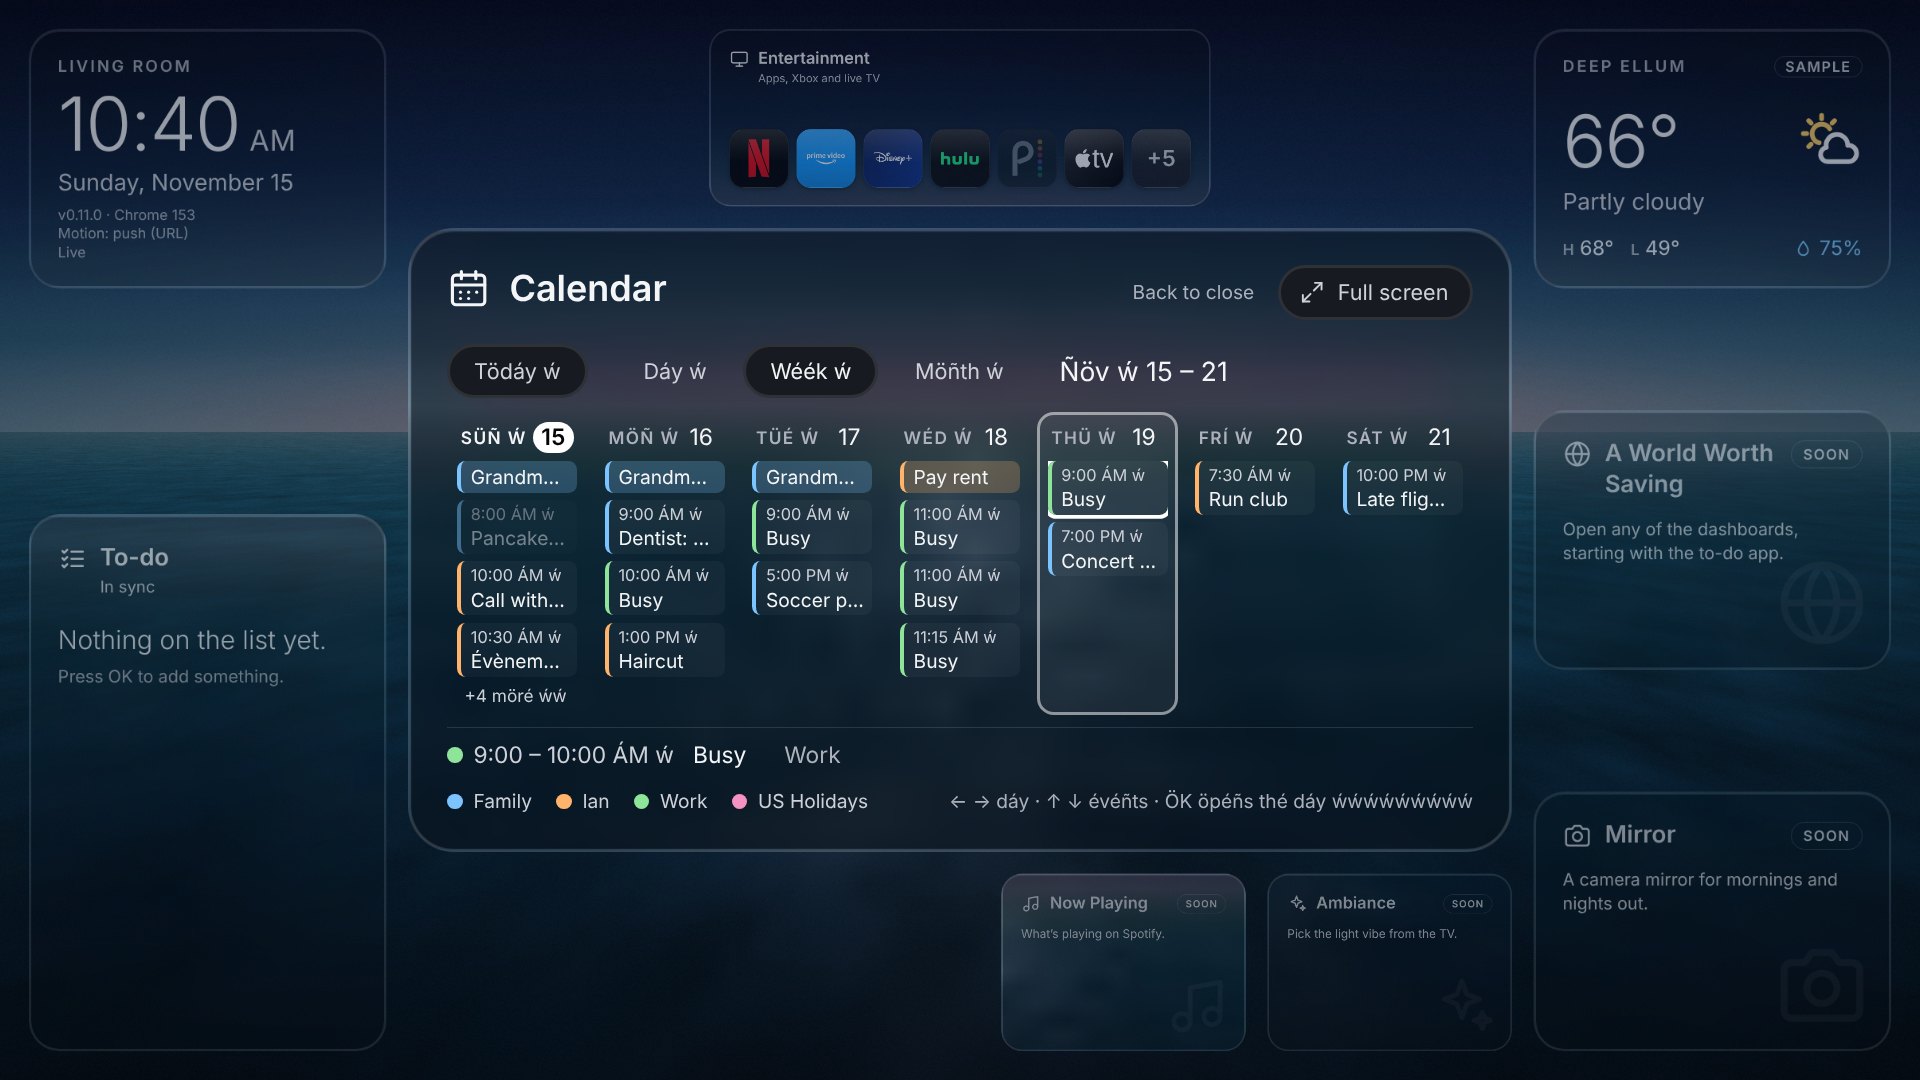 LIVING ROOM
10:40 AM
Sunday, November 15
v0.11.0 · Chrome 153
Motion: push (URL)
Live
Entertainment
Apps, Xbox and live TV
N
prime video
Disney+
hulu
P
tv
+5
DEEP ELLUM
SAMPLE
66°
Partly cloudy
H 68° L 49°
75%
Calendar
Back to close
Full screen
Tödáy ẃ
Dáy ẃ
Wéék ẃ
Möñth ẃ
Ñöv ẃ 15 – 21
SÜÑ Ẃ 15
Grandm...
8:00 ÁM ẃ
Pancake...
10:00 ÁM ẃ
Call with...
10:30 ÁM ẃ
Évènem...
+4 möré ẃẃ
MÖÑ Ẃ 16
Grandm...
9:00 ÁM ẃ
Dentist: ...
10:00 ÁM ẃ
Busy
1:00 PM ẃ
Haircut
TÜÉ Ẃ 17
Grandm...
9:00 ÁM ẃ
Busy
5:00 PM ẃ
Soccer p...
WÉD Ẃ 18
Pay rent
11:00 ÁM ẃ
Busy
11:00 ÁM ẃ
Busy
11:15 ÁM ẃ
Busy
THÜ Ẃ 19
9:00 ÁM ẃ
Busy
7:00 PM ẃ
Concert ...
FRÍ Ẃ 20
7:30 ÁM ẃ
Run club
SÁT Ẃ 21
10:00 PM ẃ
Late flig...
9:00 – 10:00 ÁM ẃ Busy Work
Family Ian Work US Holidays
← → dáy · ↑ ↓ évéñts · ÖK öpéñs thé dáy ẃẃẃẃẃẃẃẃẃ
To-do
In sync
Nothing on the list yet.
Press OK to add something.
A World Worth
Saving
SOON
Open any of the dashboards,
starting with the to-do app.
Now Playing
SOON
What's playing on Spotify.
Ambiance
SOON
Pick the light vibe from the TV.
Mirror
SOON
A camera mirror for mornings and
nights out.